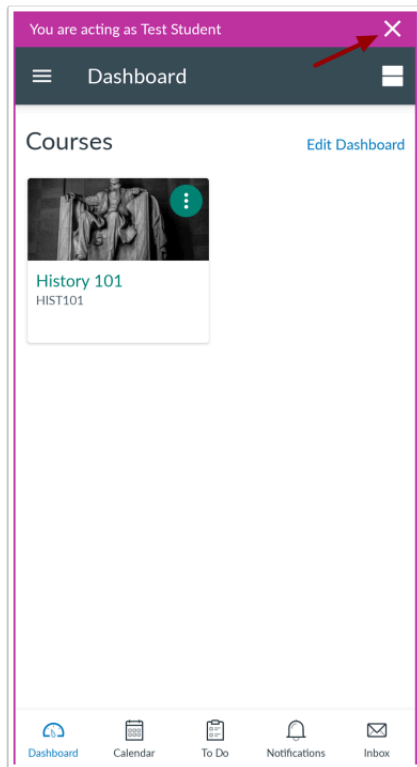 You are acting as Test Student
Dashboard
Courses
Edit Dashboard
History 101
HIST101
Dashboard Calendar To Do Notifications Inbox